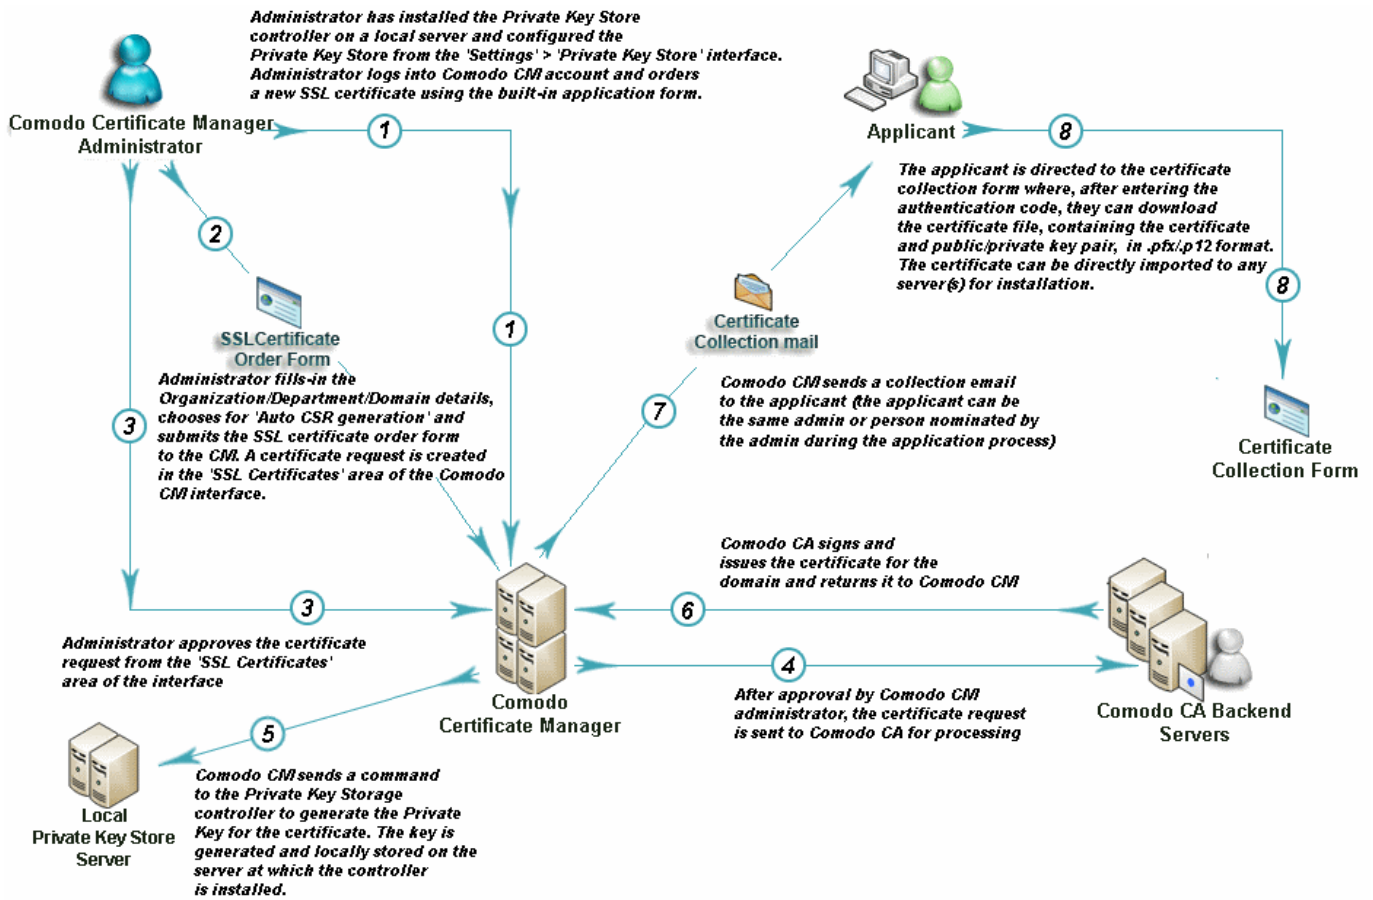 Administrator has installed the Private Key Store
controller on a local server and configured the
Private Key Store from the 'Settings' > 'Private Key Store' interface.
Administrator logs into Comodo CM account and orders
a new SSL certificate using the built-in application form.
Comodo Certificate Manager
Administrator
1
1
2
SSLCertificate
Order Form
Administrator fills-in the
Organization/Department/Domain details,
chooses for 'Auto CSR generation' and
submits the SSL certificate order form
to the CM. A certificate request is created
in the 'SSL Certificates' area of the Comodo
CM interface.
3
3
Administrator approves the certificate
request from the 'SSL Certificates'
area of the interface
Comodo
Certificate Manager
5
Local
Private Key Store
Server
Comodo CM sends a command
to the Private Key Storage
controller to generate the Private
Key for the certificate. The key is
generated and locally stored on the
server at which the controller
is installed.
Applicant
8
The applicant is directed to the certificate
collection form where, after entering the
authentication code, they can download
the certificate file, containing the certificate
and public/private key pair, in .pfx/.p12 format.
The certificate can be directly imported to any
server(s) for installation.
8
Certificate
Collection mail
7
Comodo CM sends a collection email
to the applicant (the applicant can be
the same admin or person nominated by
the admin during the application process)
Certificate
Collection Form
Comodo CA signs and
issues the certificate for the
domain and returns it to Comodo CM
6
4
After approval by Comodo CM
administrator, the certificate request
is sent to Comodo CA for processing
Comodo CA Backend
Servers